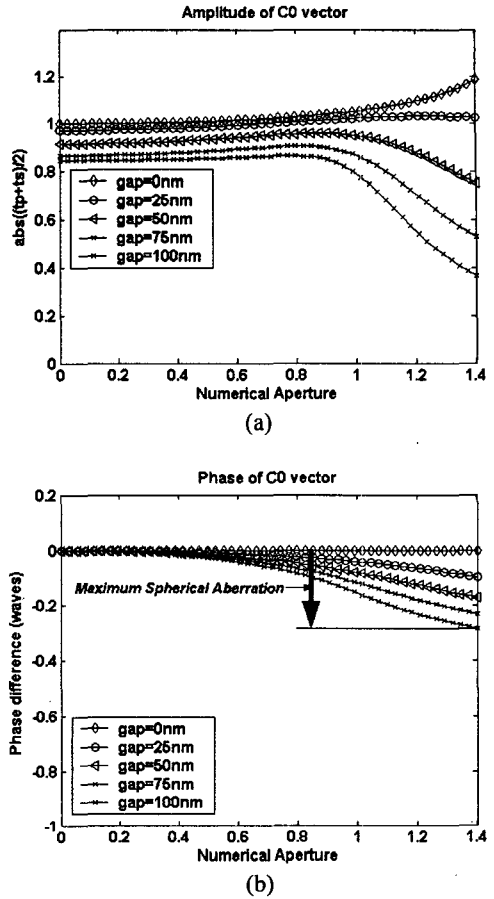 Amplitude of C0 vector
1.2
1
0.8
0.6
0.4
0.2
0
abs((tp+ts)/2)
gap=0nm
gap=25nm
gap=50nm
gap=75nm
gap=100nm
0 0.2 0.4 0.6 0.8 1 1.2 1.4
Numerical Aperture
(a)
Phase of C0 vector
0.2
0
-0.2
-0.4
-0.6
-0.8
-1
Phase difference (waves)
Maximum Spherical Aberration
gap=0nm
gap=25nm
gap=50nm
gap=75nm
gap=100nm
0 0.2 0.4 0.6 0.8 1 1.2 1.4
Numerical Aperture
(b)